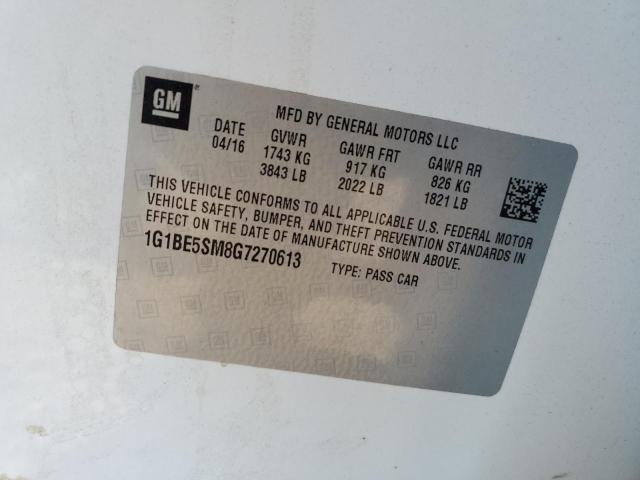 GM
MFD BY GENERAL MOTORS LLC
DATE GVWR GAWR FRT GAWR RR
04/16 1743 KG 917 KG 826 KG
3843 LB 2022 LB 1821 LB
THIS VEHICLE CONFORMS TO ALL APPLICABLE U.S. FEDERAL MOTOR
VEHICLE SAFETY, BUMPER, AND THEFT PREVENTION STANDARDS IN
EFFECT ON THE DATE OF MANUFACTURE SHOWN ABOVE.
1G1BE5SM8G7270613 TYPE: PASS CAR